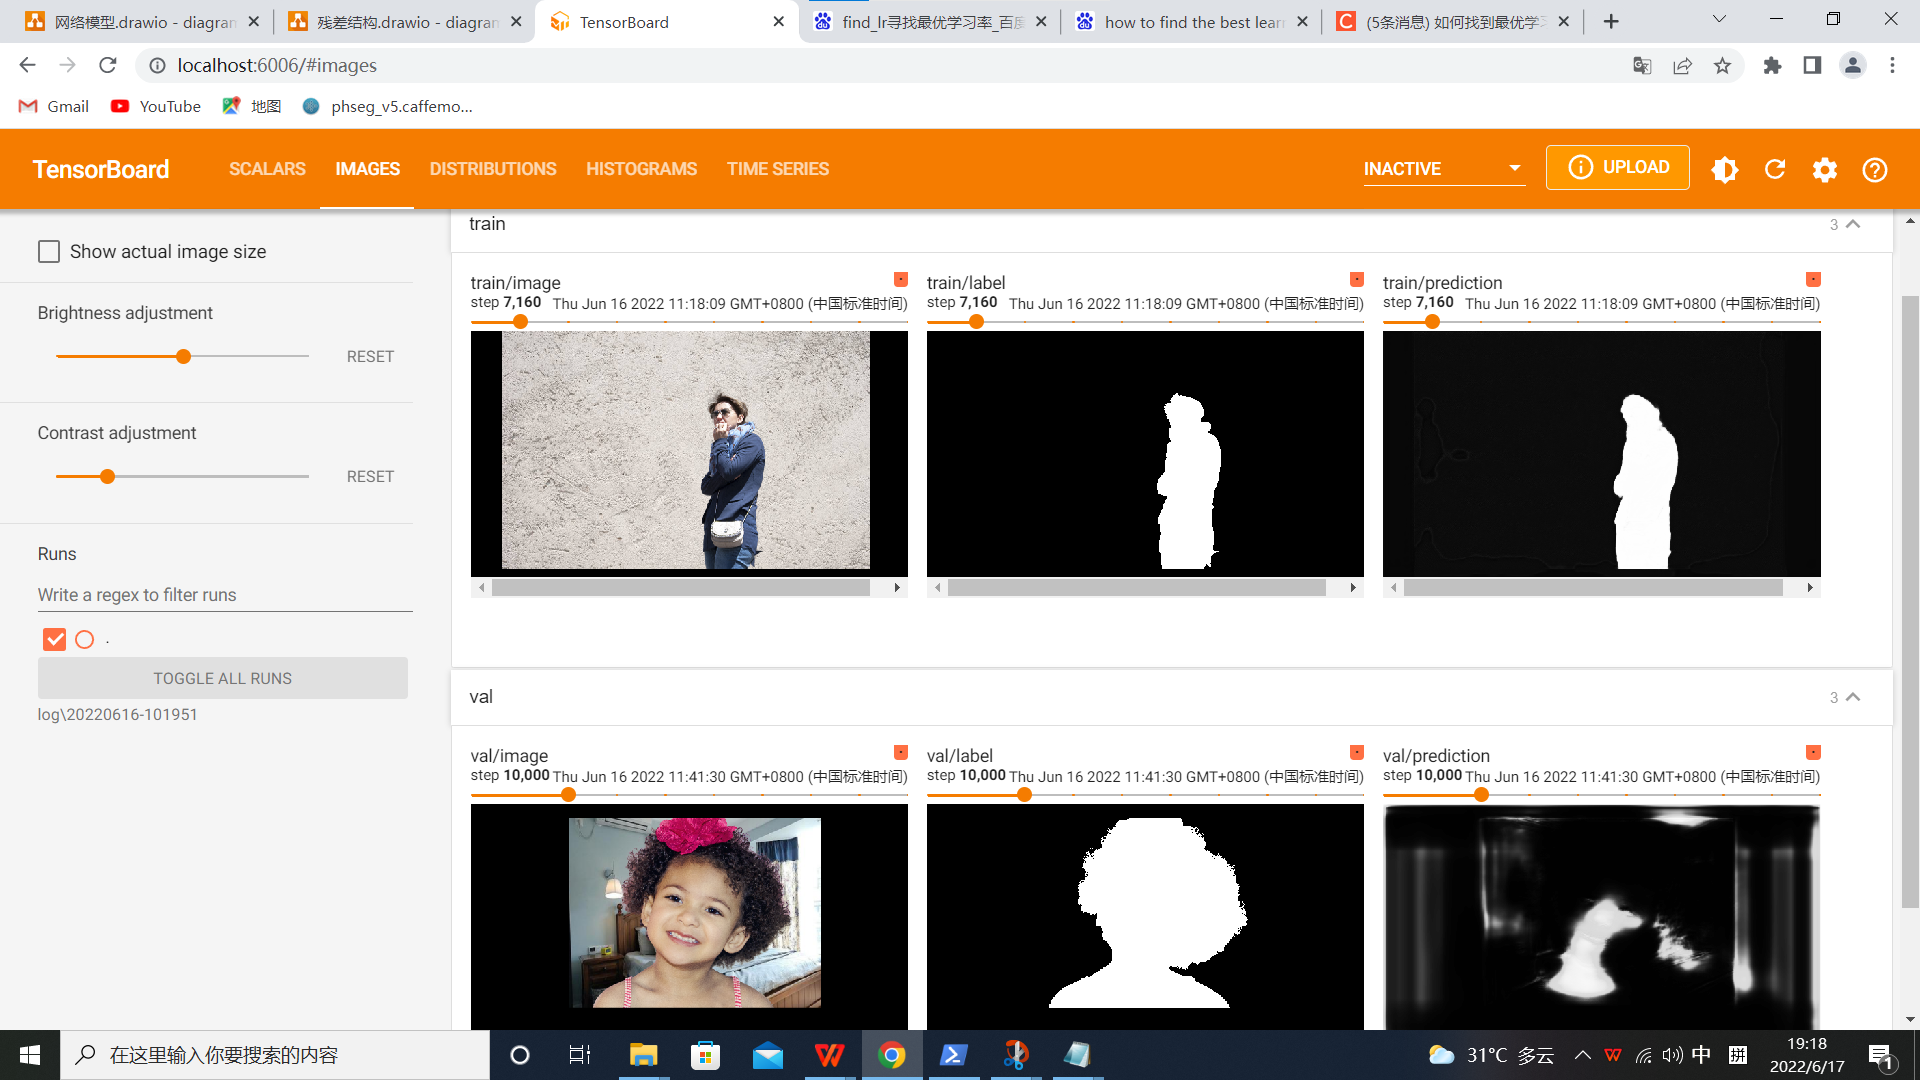 网络模型.drawio - diagram
残差结构.drawio - diagram
TensorBoard
find_lr寻找最优学习率_百度
how to find the best learn
(5条消息) 如何找到最优学习
localhost:6006/#images
Gmail
YouTube
地图
phseg_v5.caffemo...
TensorBoard
SCALARS
IMAGES
DISTRIBUTIONS
HISTOGRAMS
TIME SERIES
INACTIVE
UPLOAD
Show actual image size
Brightness adjustment
RESET
Contrast adjustment
RESET
Runs
Write a regex to filter runs
.
TOGGLE ALL RUNS
log\20220616-101951
train
3
train/image
step 7,160 Thu Jun 16 2022 11:18:09 GMT+0800 (中国标准时间)
train/label
step 7,160 Thu Jun 16 2022 11:18:09 GMT+0800 (中国标准时间)
train/prediction
step 7,160 Thu Jun 16 2022 11:18:09 GMT+0800 (中国标准时间)
val
3
val/image
step 10,000 Thu Jun 16 2022 11:41:30 GMT+0800 (中国标准时间)
val/label
step 10,000 Thu Jun 16 2022 11:41:30 GMT+0800 (中国标准时间)
val/prediction
step 10,000 Thu Jun 16 2022 11:41:30 GMT+0800 (中国标准时间)
在这里输入你要搜索的内容
31°C 多云
中
拼
19:18
2022/6/17
1